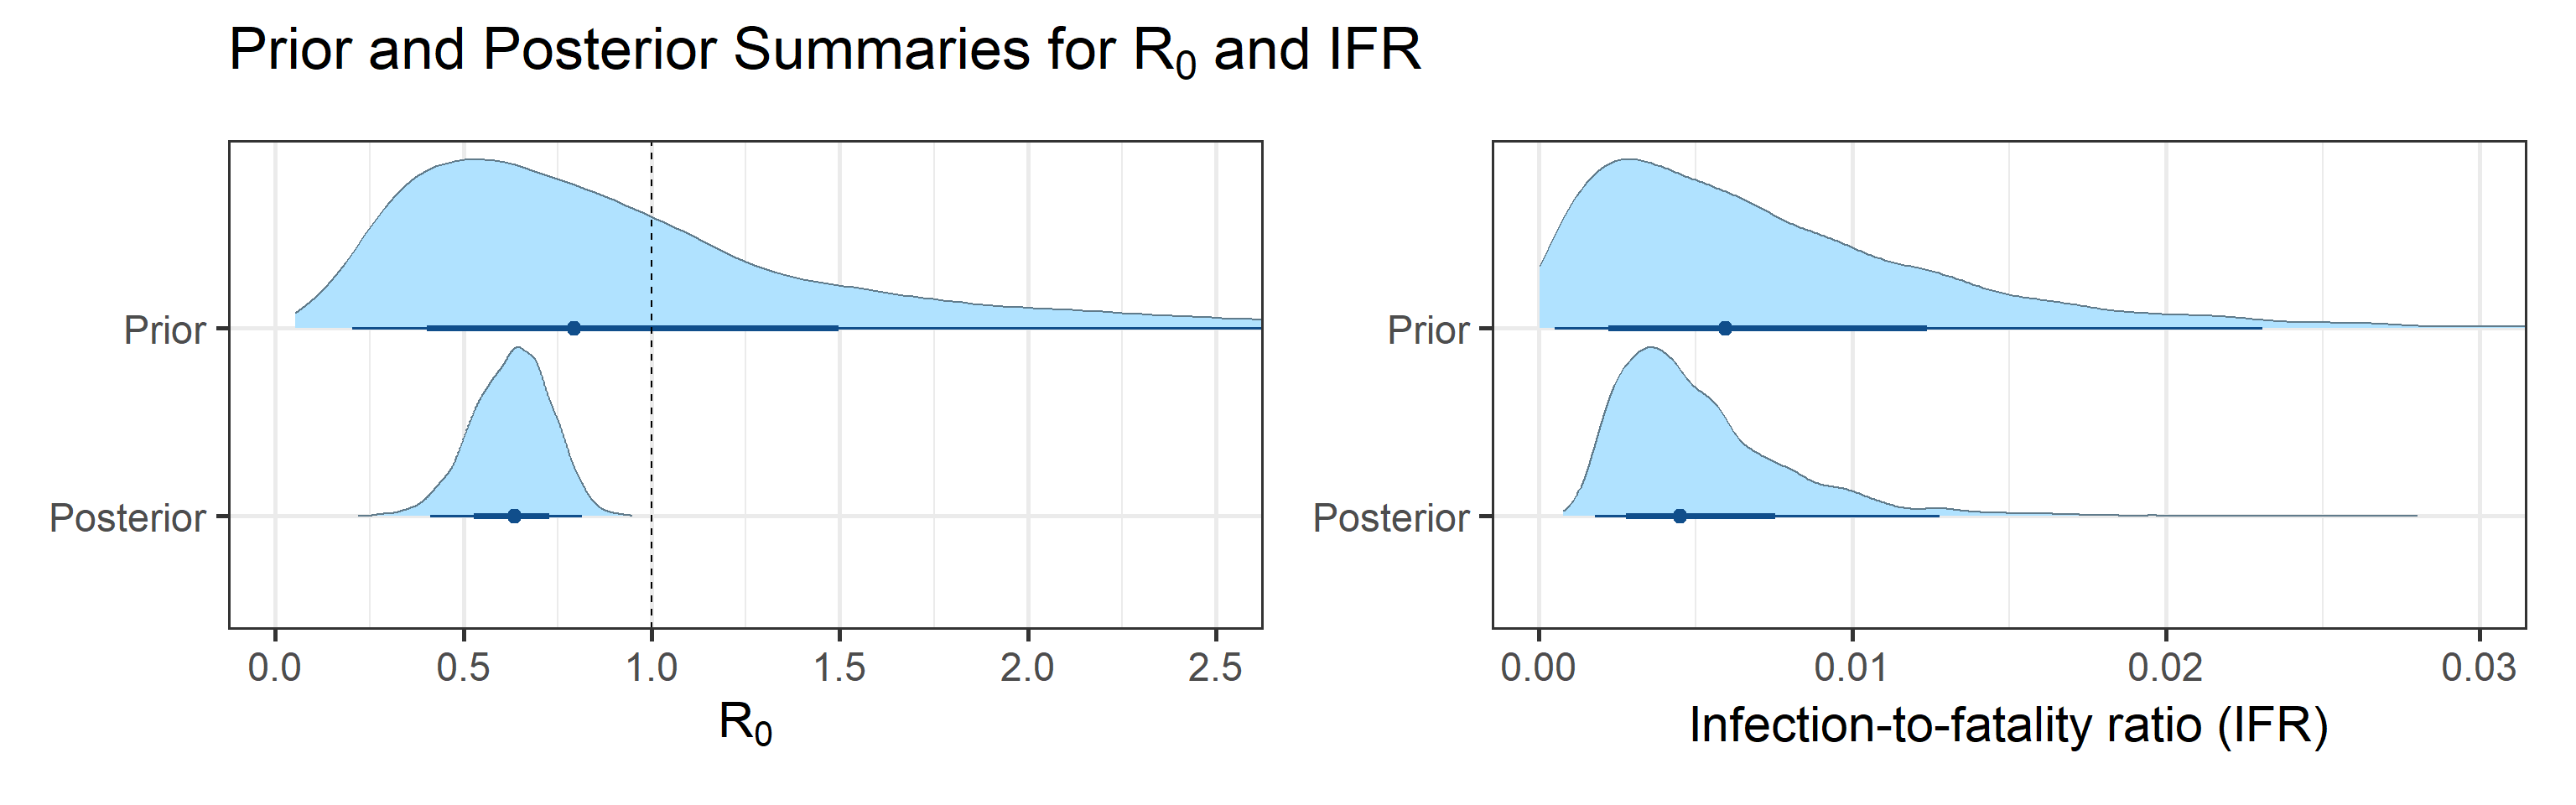 Prior and Posterior Summaries for R₀ and IFR
Prior
Posterior
0.0 0.5 1.0 1.5 2.0 2.5
R₀
Prior
Posterior
0.00 0.01 0.02 0.03
Infection-to-fatality ratio (IFR)